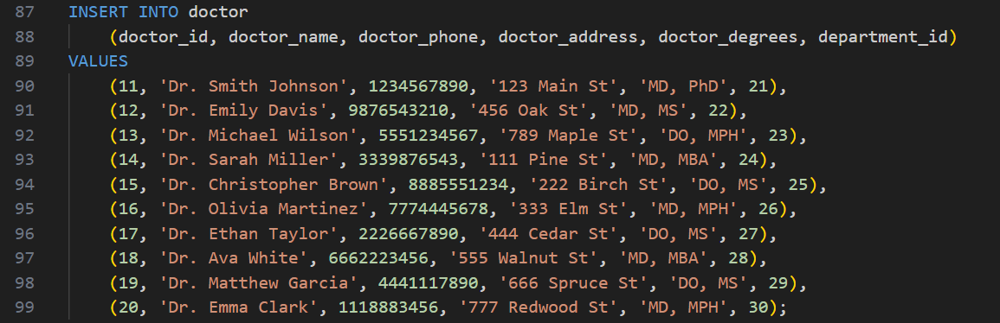 87 INSERT INTO doctor
88 (doctor_id, doctor_name, doctor_phone, doctor_address, doctor_degrees, department_id)
89 VALUES
90 (11, 'Dr. Smith Johnson', 1234567890, '123 Main St', 'MD, PhD', 21),
91 (12, 'Dr. Emily Davis', 9876543210, '456 Oak St', 'MD, MS', 22),
92 (13, 'Dr. Michael Wilson', 5551234567, '789 Maple St', 'DO, MPH', 23),
93 (14, 'Dr. Sarah Miller', 3339876543, '111 Pine St', 'MD, MBA', 24),
94 (15, 'Dr. Christopher Brown', 8885551234, '222 Birch St', 'DO, MS', 25),
95 (16, 'Dr. Olivia Martinez', 7774445678, '333 Elm St', 'MD, MPH', 26),
96 (17, 'Dr. Ethan Taylor', 2226667890, '444 Cedar St', 'DO, MS', 27),
97 (18, 'Dr. Ava White', 6662223456, '555 Walnut St', 'MD, MBA', 28),
98 (19, 'Dr. Matthew Garcia', 4441117890, '666 Spruce St', 'DO, MS', 29),
99 (20, 'Dr. Emma Clark', 1118883456, '777 Redwood St', 'MD, MPH', 30);